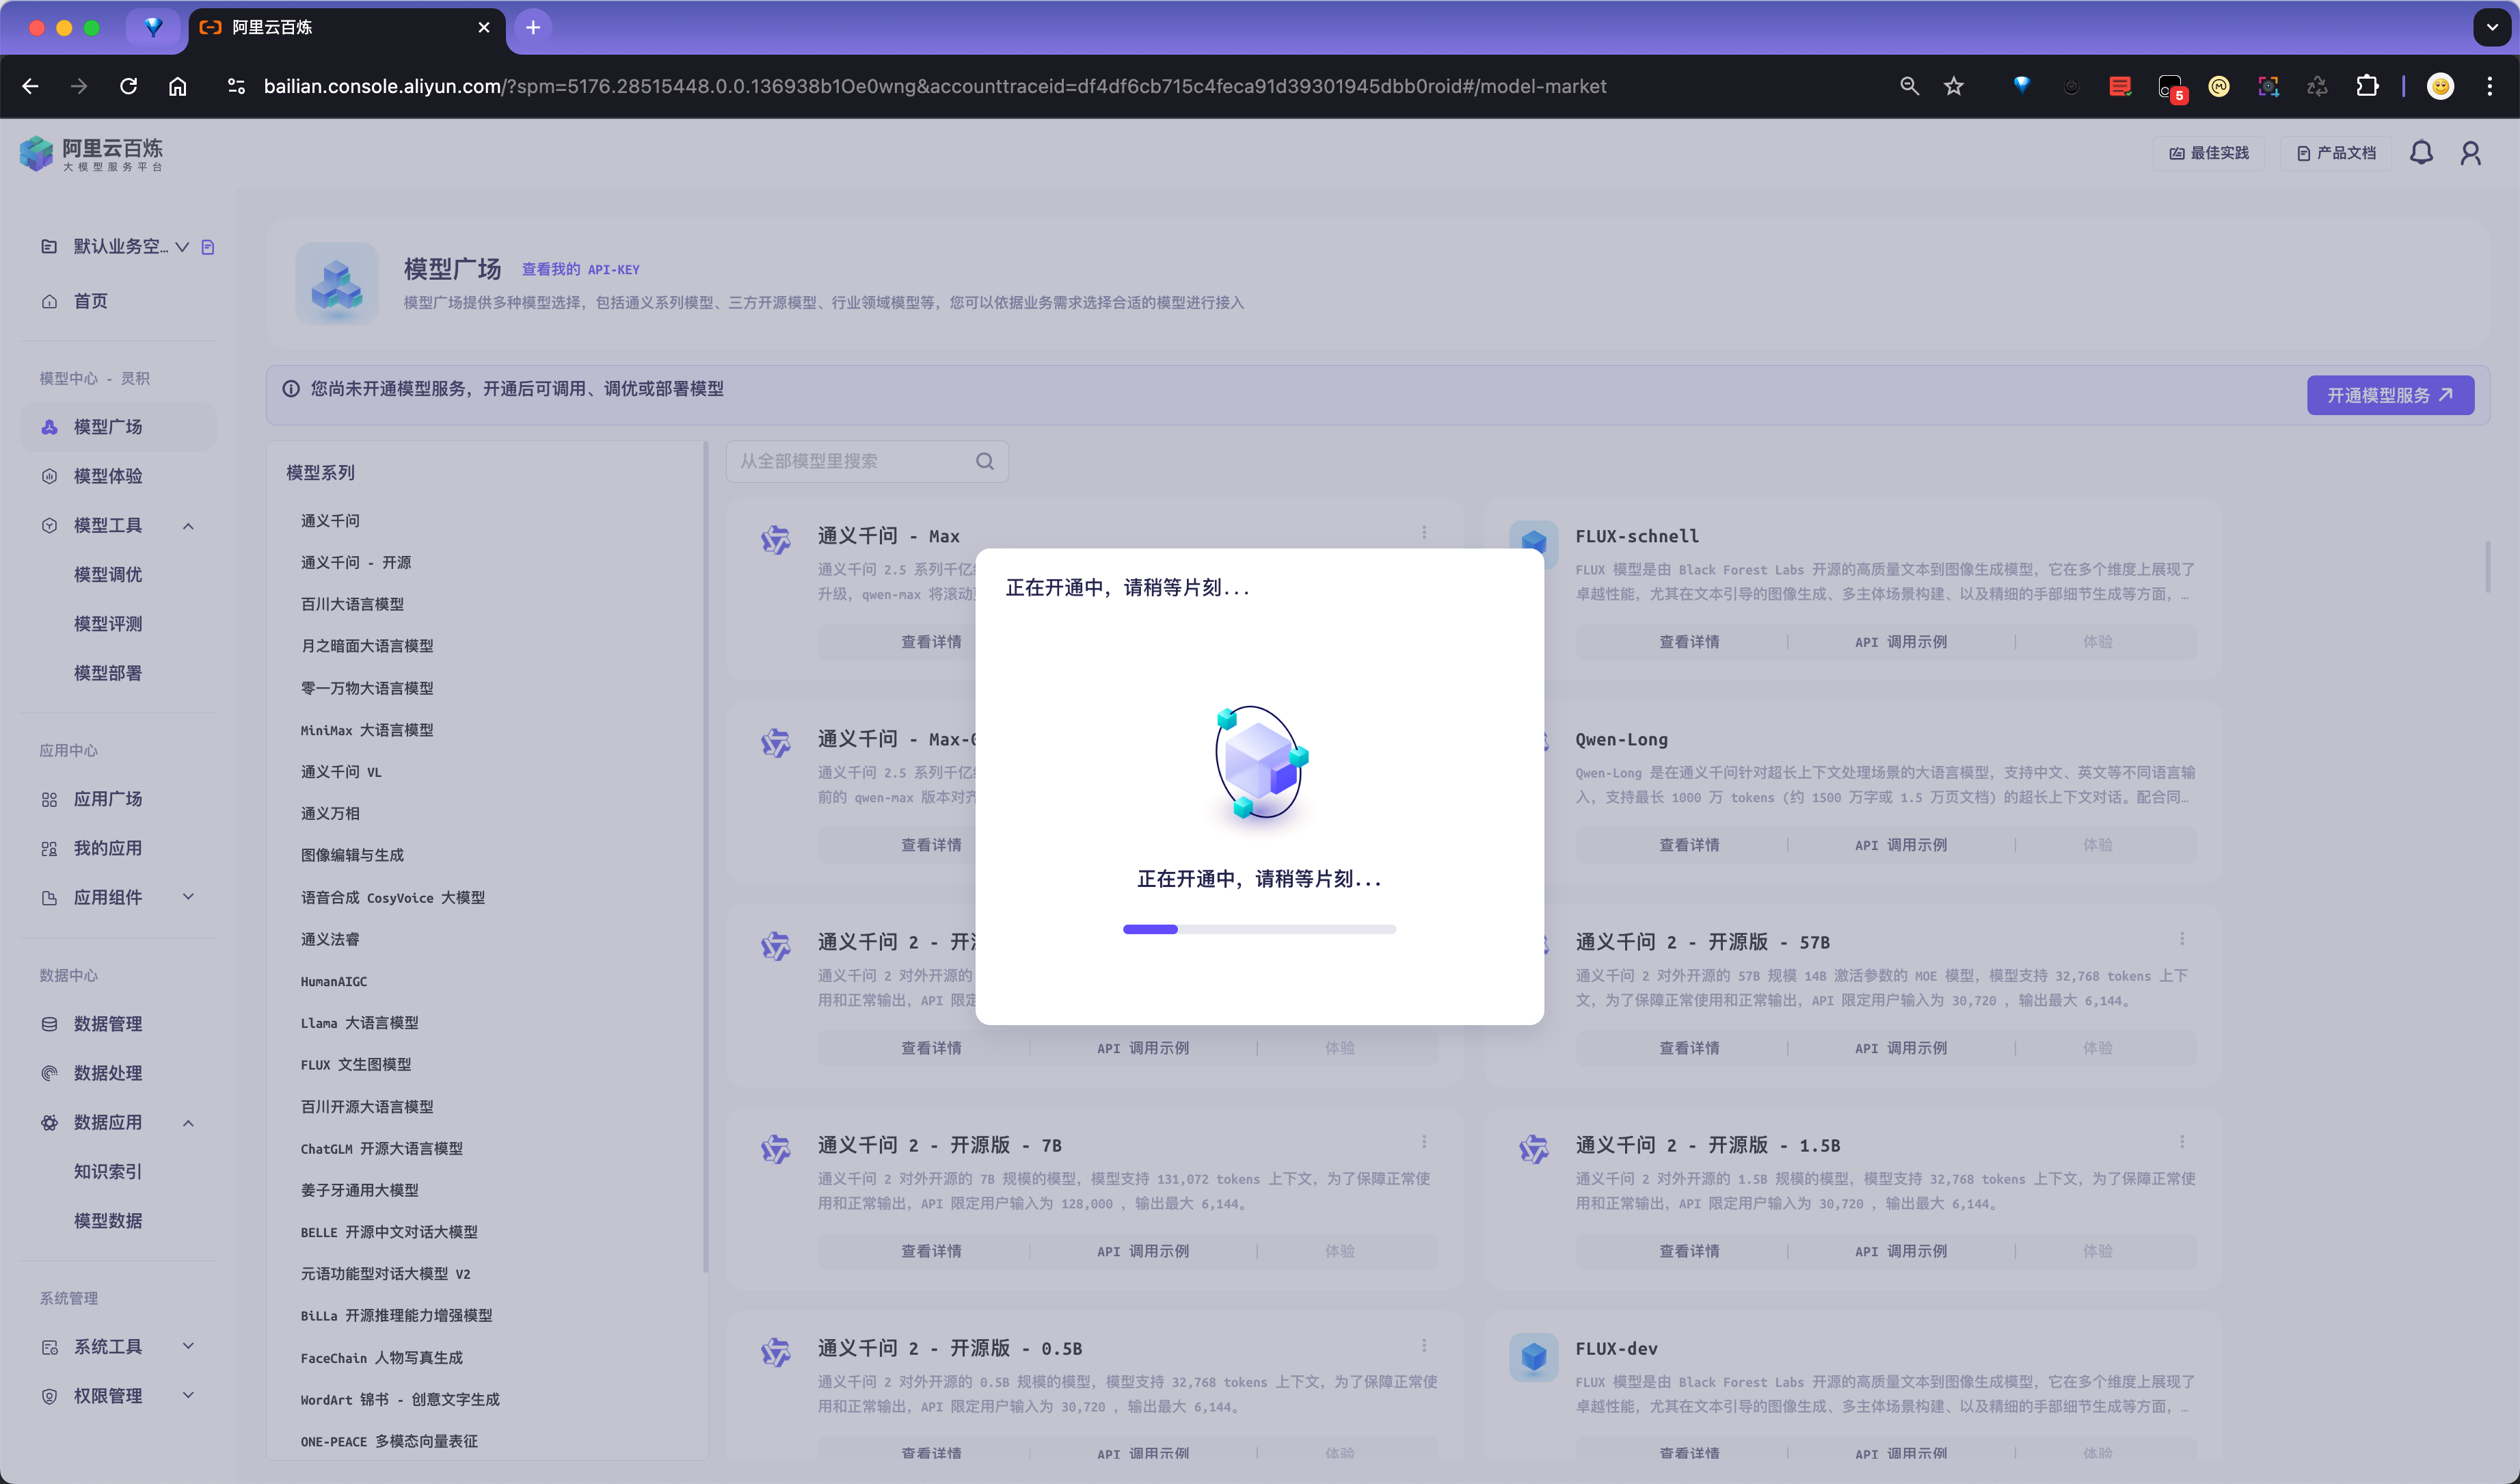 阿里云百炼
bailian.console.aliyun.com/?spm=5176.28515448.0.0.136938b1Oe0wng&accounttraceid=df4df6cb715c4feca91d39301945dbb0roid#/model-market
5
阿里云百炼
大模型服务平台
最佳实践
产品文档
默认业务空...
首页
模型中心 - 灵积
模型广场
模型体验
模型工具
模型调优
模型评测
模型部署
应用中心
应用广场
我的应用
应用组件
数据中心
数据管理
数据处理
数据应用
知识索引
模型数据
系统管理
系统工具
权限管理
模型广场 查看我的 API-KEY
模型广场提供多种模型选择，包括通义系列模型、三方开源模型、行业领域模型等，您可以依据业务需求选择合适的模型进行接入
您尚未开通模型服务，开通后可调用、调优或部署模型
开通模型服务
模型系列
通义千问
通义千问 - 开源
百川大语言模型
月之暗面大语言模型
零一万物大语言模型
MiniMax 大语言模型
通义千问 VL
通义万相
图像编辑与生成
语音合成 CosyVoice 大模型
通义法睿
HumanAIGC
Llama 大语言模型
FLUX 文生图模型
百川开源大语言模型
ChatGLM 开源大语言模型
姜子牙通用大模型
BELLE 开源中文对话大模型
元语功能型对话大模型 V2
BiLLa 开源推理能力增强模型
FaceChain 人物写真生成
WordArt 锦书 - 创意文字生成
ONE-PEACE 多模态向量表征
从全部模型里搜索
通义千问 - Max
通义千问 2.5 系列千亿
升级，qwen-max 将滚动
查看详情
FLUX-schnell
FLUX 模型是由 Black Forest Labs 开源的高质量文本到图像生成模型，它在多个维度上展现了
卓越性能，尤其在文本引导的图像生成、多主体场景构建、以及精细的手部细节生成等方面，…
查看详情 API 调用示例 体验
通义千问 - Max-
通义千问 2.5 系列千亿
前的 qwen-max 版本对齐
查看详情
Qwen-Long
Qwen-Long 是在通义千问针对超长上下文处理场景的大语言模型，支持中文、英文等不同语言输
入，支持最长 1000 万 tokens (约 1500 万字或 1.5 万页文档) 的超长上下文对话。配合同…
查看详情 API 调用示例 体验
通义千问 2 - 开
通义千问 2 对外开源的
用和正常输出，API 限定
查看详情 API 调用示例 体验
通义千问 2 - 开源版 - 57B
通义千问 2 对外开源的 57B 规模 14B 激活参数的 MOE 模型，模型支持 32,768 tokens 上下
文，为了保障正常使用和正常输出，API 限定用户输入为 30,720 ，输出最大 6,144。
查看详情 API 调用示例 体验
通义千问 2 - 开源版 - 7B
通义千问 2 对外开源的 7B 规模的模型，模型支持 131,072 tokens 上下文，为了保障正常使
用和正常输出，API 限定用户输入为 128,000 ，输出最大 6,144。
查看详情 API 调用示例 体验
通义千问 2 - 开源版 - 1.5B
通义千问 2 对外开源的 1.5B 规模的模型，模型支持 32,768 tokens 上下文，为了保障正常使
用和正常输出，API 限定用户输入为 30,720 ，输出最大 6,144。
查看详情 API 调用示例 体验
通义千问 2 - 开源版 - 0.5B
通义千问 2 对外开源的 0.5B 规模的模型，模型支持 32,768 tokens 上下文，为了保障正常使
用和正常输出，API 限定用户输入为 30,720 ，输出最大 6,144。
查看详情 API 调用示例 体验
FLUX-dev
FLUX 模型是由 Black Forest Labs 开源的高质量文本到图像生成模型，它在多个维度上展现了
卓越性能，尤其在文本引导的图像生成、多主体场景构建、以及精细的手部细节生成等方面，…
查看详情 API 调用示例 体验
正在开通中，请稍等片刻...
正在开通中，请稍等片刻...